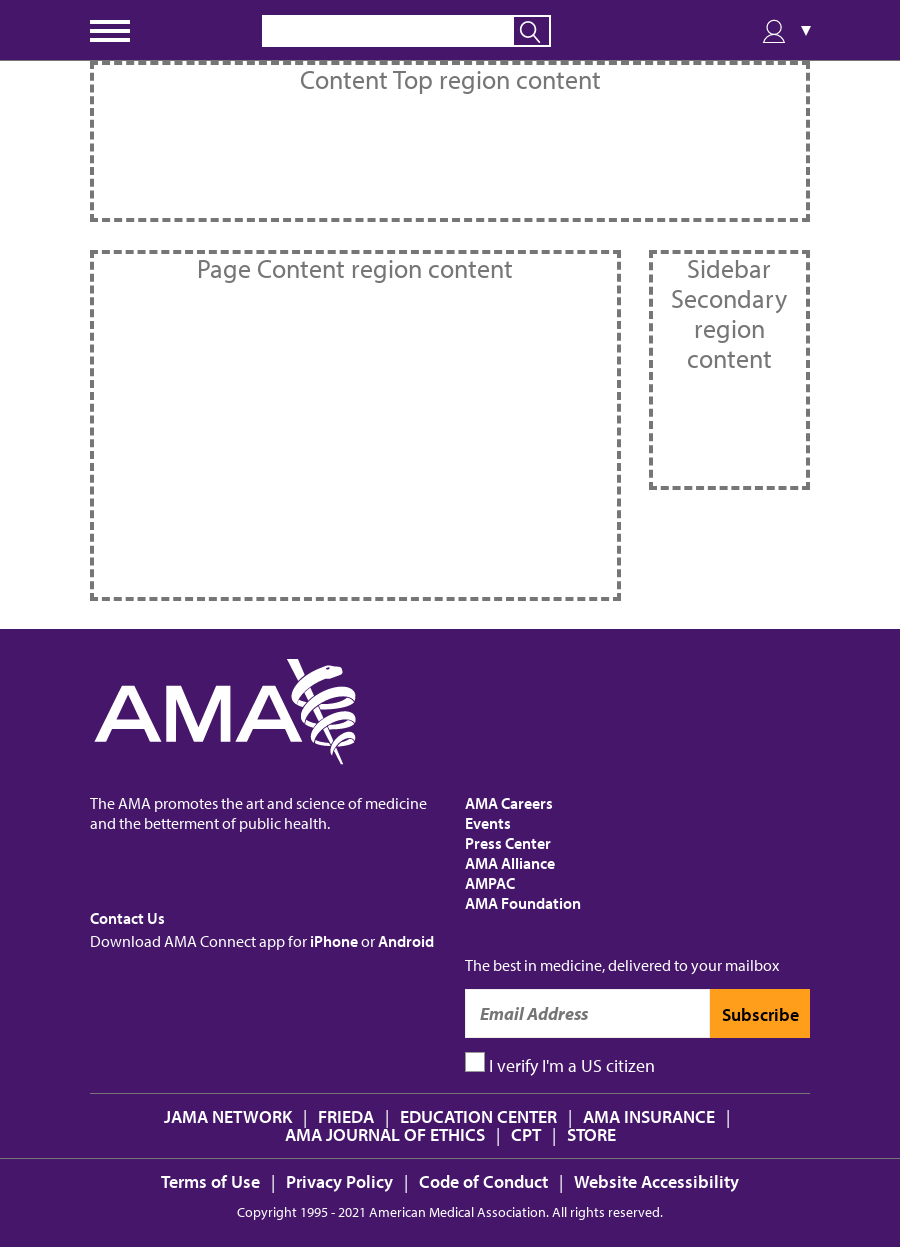 ▼
Content Top region content
Page Content region content
Sidebar
Secondary
region
content
AMA
The AMA promotes the art and science of medicine
and the betterment of public health.
Contact Us
Download AMA Connect app for iPhone or Android
AMA Careers
Events
Press Center
AMA Alliance
AMPAC
AMA Foundation
The best in medicine, delivered to your mailbox
Email Address
Subscribe
I verify I'm a US citizen
JAMA NETWORK | FRIEDA | EDUCATION CENTER | AMA INSURANCE |
AMA JOURNAL OF ETHICS | CPT | STORE
Terms of Use | Privacy Policy | Code of Conduct | Website Accessibility
Copyright 1995 - 2021 American Medical Association. All rights reserved.